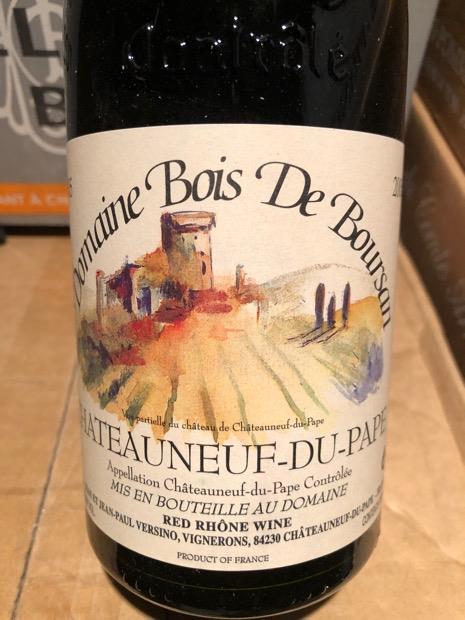 contrôlé
Domaine Bois De Boursan
Vue partielle du château de Châteauneuf-du-Pape
CHATEAUNEUF-DU-PAPE
Appellation Châteauneuf-du-Pape Contrôlée
MIS EN BOUTEILLE AU DOMAINE
RED RHÔNE WINE
ET JEAN-PAUL VERSINO, VIGNERONS, 84230 CHÂTEAUNEUF-DU-PAPE
PRODUCT OF FRANCE